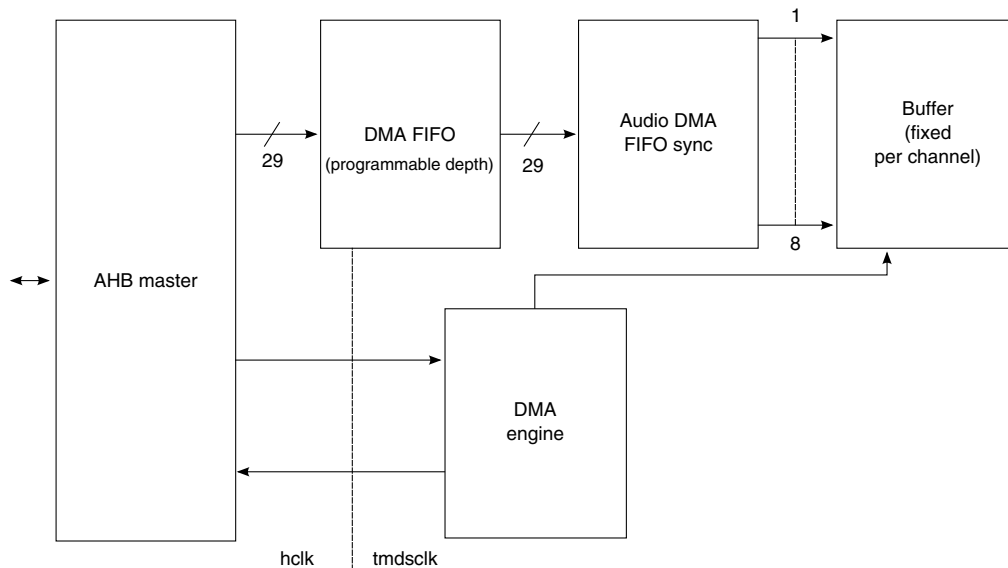 1
DMA FIFO
(programmable depth)
Audio DMA
FIFO sync
Buffer
(fixed
per channel)
29
29
8
AHB master
DMA
engine
hclk
tmdsclk